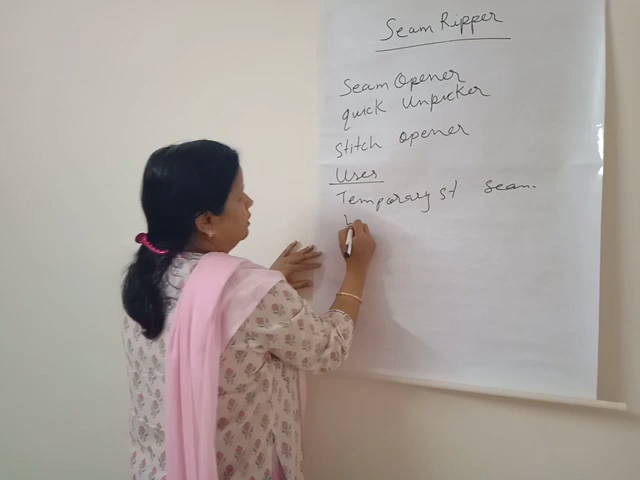 Seam Ripper
Seam Opener
quick Unpicker
Stitch opener
Uses
Temporary St Seam.